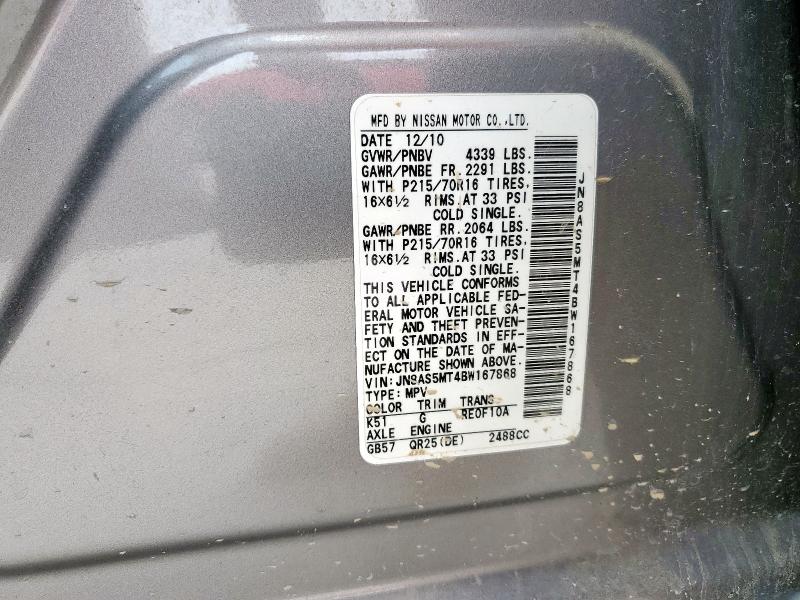 MFD BY NISSAN MOTOR CO.,LTD.
DATE 12/10
GVWR/PNBV 4339 LBS.
GAWR/PNBE FR. 2291 LBS.
WITH P215/70R16 TIRES,
16×6½ RIMS.AT 33 PSI
COLD SINGLE.
GAWR/PNBE RR. 2064 LBS.
WITH P215/70R16 TIRES,
16×6½ RIMS.AT 33 PSI
COLD SINGLE.
THIS VEHICLE CONFORMS
TO ALL APPLICABLE FED-
ERAL MOTOR VEHICLE SA-
FETY AND THEFT PREVEN-
TION STANDARDS IN EFF-
ECT ON THE DATE OF MA-
NUFACTURE SHOWN ABOVE.
VIN: JN8AS5MT4BW167868
TYPE: MPV
COLOR TRIM TRANS
K51 G RE0F10A
AXLE ENGINE
GB57 QR25(DE) 2488CC
JN8AS5MT4BW167868